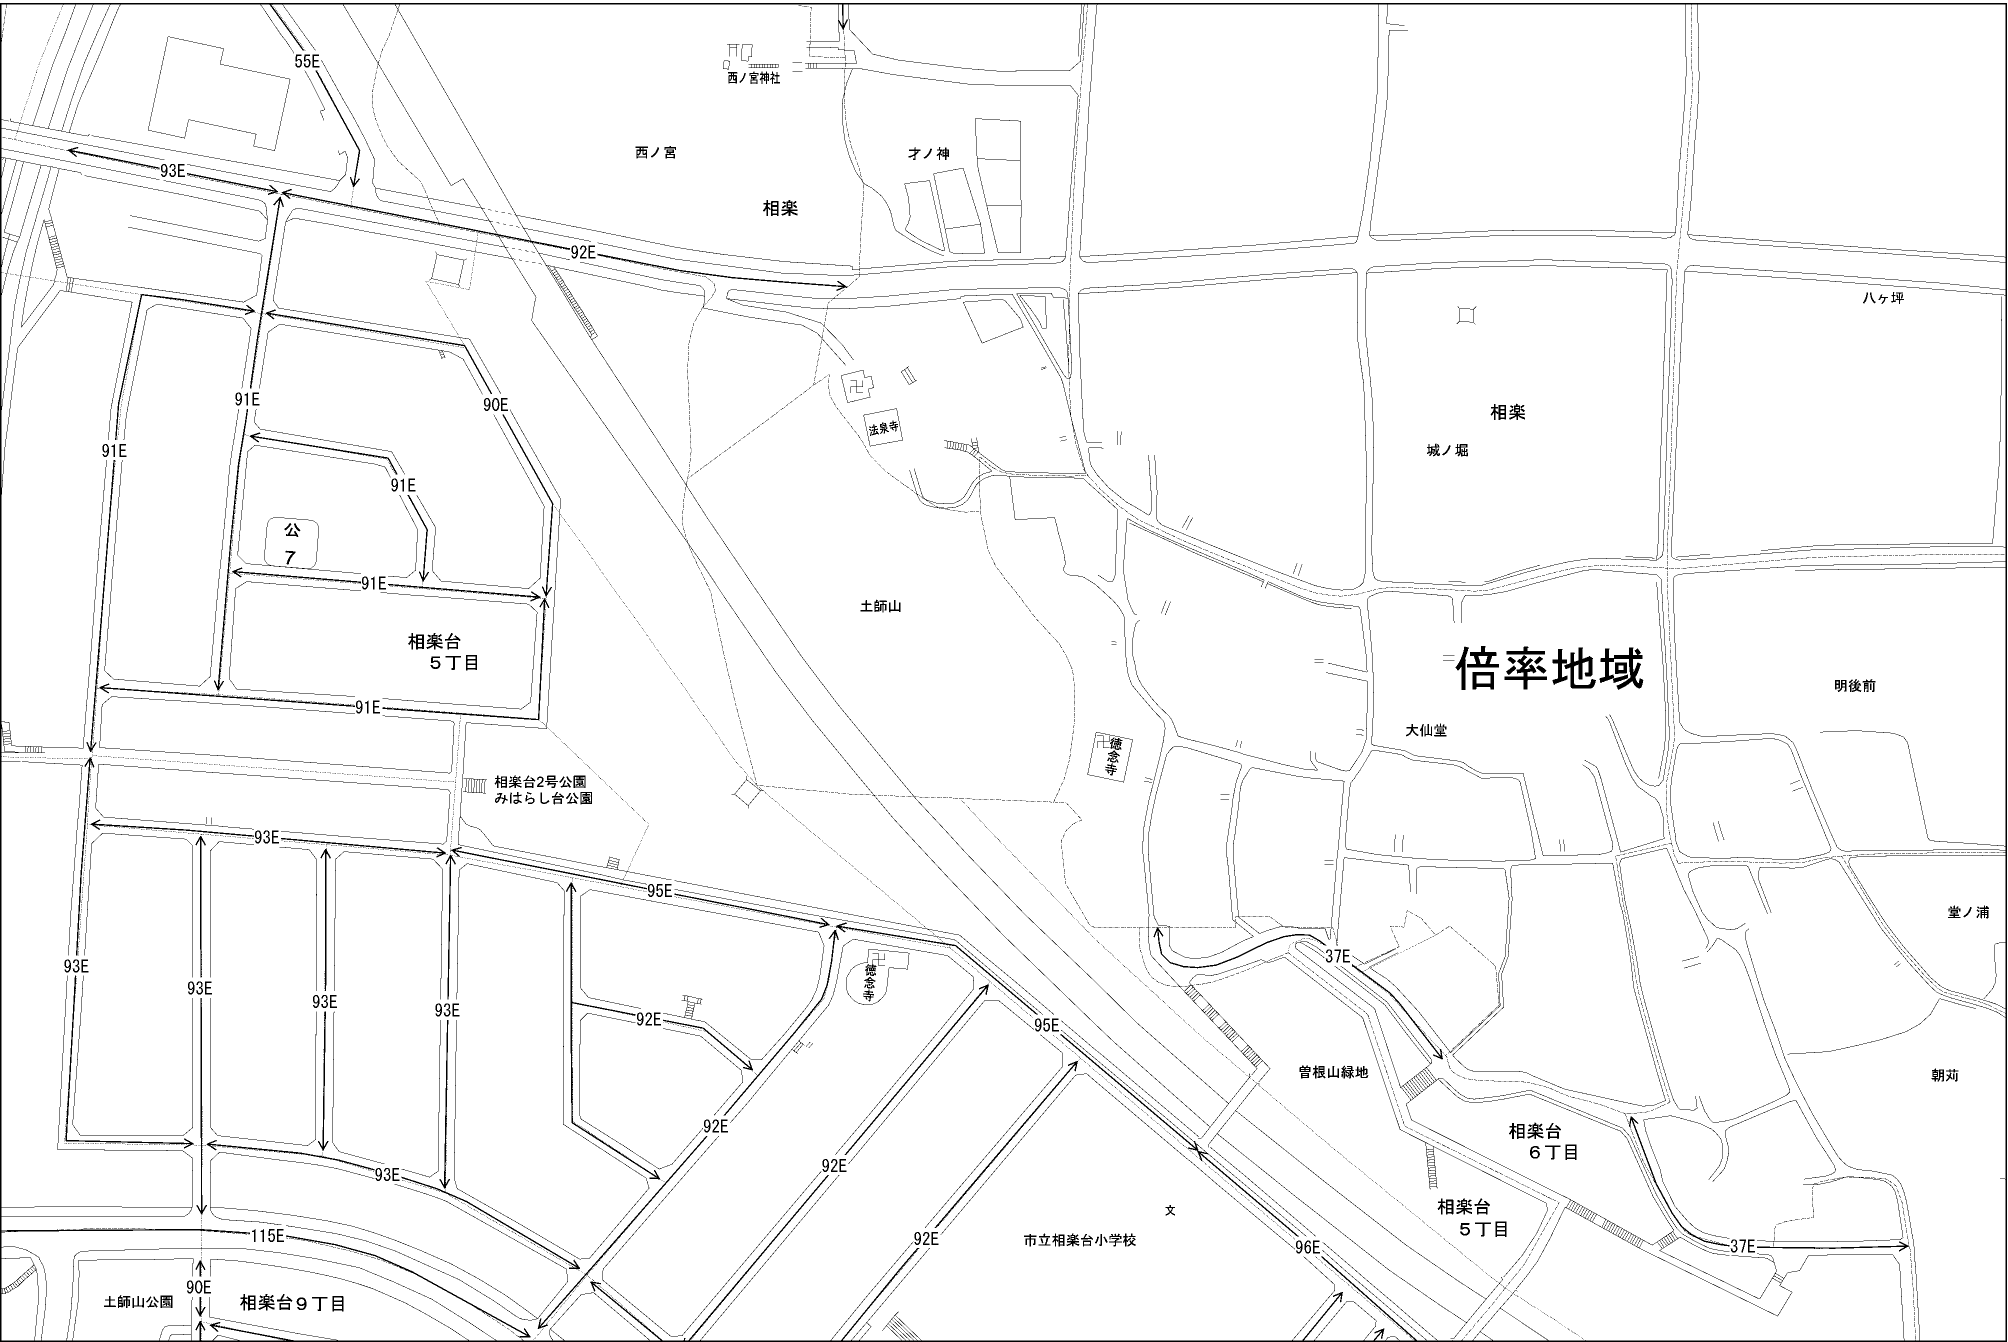 55E
西ノ宮神社
西ノ宮
才ノ神
93E
相楽
92E
八ヶ坪
91E
90E
相楽
法泉寺
城ノ堀
91E
91E
公
7
91E
土師山
相楽台
5丁目
倍率地域
明後前
91E
大仙堂
徳念寺
相楽台2号公園
みはらし台公園
93E
95E
堂ノ浦
37E
93E
徳念寺
93E
93E
93E
92E
95E
曽根山緑地
朝苅
92E
相楽台
6丁目
92E
93E
相楽台
5丁目
文
115E
92E
市立相楽台小学校
96E
37E
90E
土師山公園
相楽台9丁目